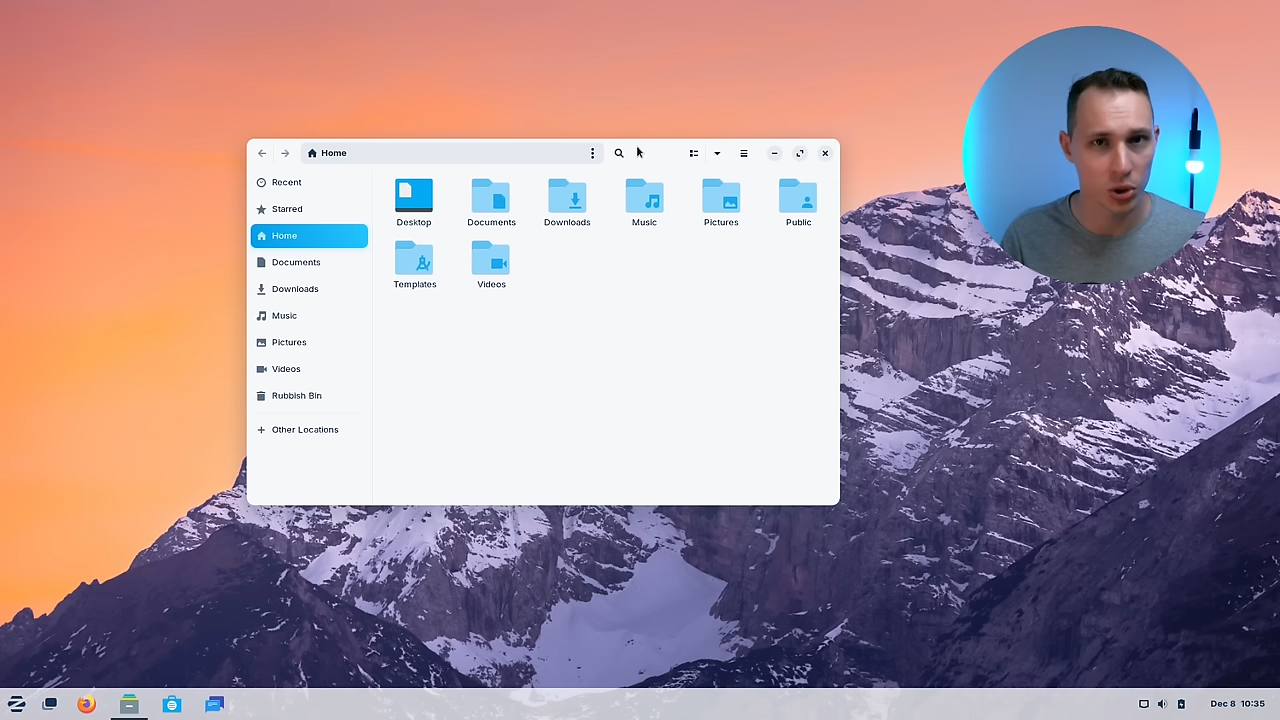 Home
Recent
Starred
Home
Documents
Downloads
Music
Pictures
Videos
Rubbish Bin
Other Locations
Desktop
Documents
Downloads
Music
Pictures
Public
Templates
Videos
Dec 8 10:35